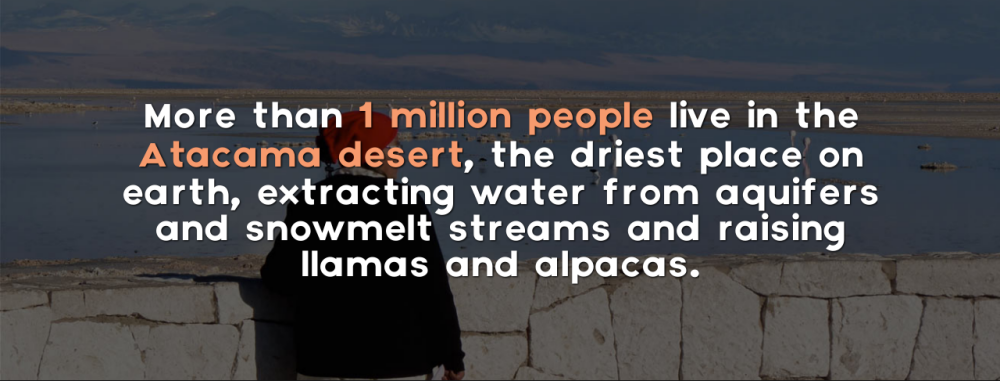 More than 1 million people live in the
Atacama desert, the driest place on
earth, extracting water from aquifers
and snowmelt streams and raising
llamas and alpacas.